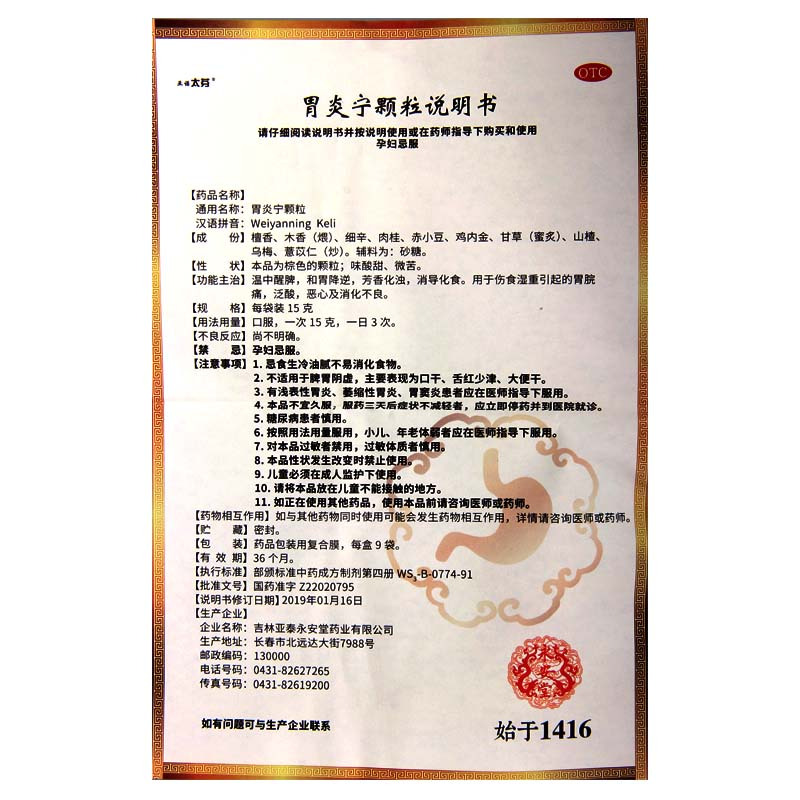 太芬®
OTC
胃炎宁颗粒说明书
请仔细阅读说明书并按说明使用或在药师指导下购买和使用
孕妇忌服
【药品名称】
通用名称：胃炎宁颗粒
汉语拼音：Weiyanning Keli
【成 份】檀香、木香（煨）、细辛、肉桂、赤小豆、鸡内金、甘草（蜜炙）、山楂、
乌梅、薏苡仁（炒）。辅料为：砂糖。
【性 状】本品为棕色的颗粒；味酸甜、微苦。
【功能主治】温中醒脾，和胃降逆，芳香化浊，消导化食。用于伤食湿重引起的胃脘
痛，泛酸，恶心及消化不良。
【规 格】每袋装 15 克
【用法用量】口服，一次 15 克，一日 3 次。
【不良反应】尚不明确。
【禁 忌】孕妇忌服。
【注意事项】1. 忌食生冷油腻不易消化食物。
2. 不适用于脾胃阴虚，主要表现为口干、舌红少津、大便干。
3. 有浅表性胃炎、萎缩性胃炎、胃窦炎患者应在医师指导下服用。
4. 本品不宜久服，服药三天后症状不减轻者，应立即停药并到医院就诊。
5. 糖尿病患者慎用。
6. 按照用法用量服用，小儿、年老体弱者应在医师指导下服用。
7. 对本品过敏者禁用，过敏体质者慎用。
8. 本品性状发生改变时禁止使用。
9. 儿童必须在成人监护下使用。
10. 请将本品放在儿童不能接触的地方。
11. 如正在使用其他药品，使用本品前请咨询医师或药师。
【药物相互作用】如与其他药物同时使用可能会发生药物相互作用，详情请咨询医师或药师。
【贮 藏】密封。
【包 装】药品包装用复合膜，每盒 9 袋。
【有 效 期】36 个月。
【执行标准】部颁标准中药成方制剂第四册 WS₃-B-0774-91
【批准文号】国药准字 Z22020795
【说明书修订日期】2019年01月16日
【生产企业】
企业名称：吉林亚泰永安堂药业有限公司
生产地址：长春市北远达大街7988号
邮政编码：130000
电话号码：0431-82627265
传真号码：0431-82619200
如有问题可与生产企业联系
始于1416